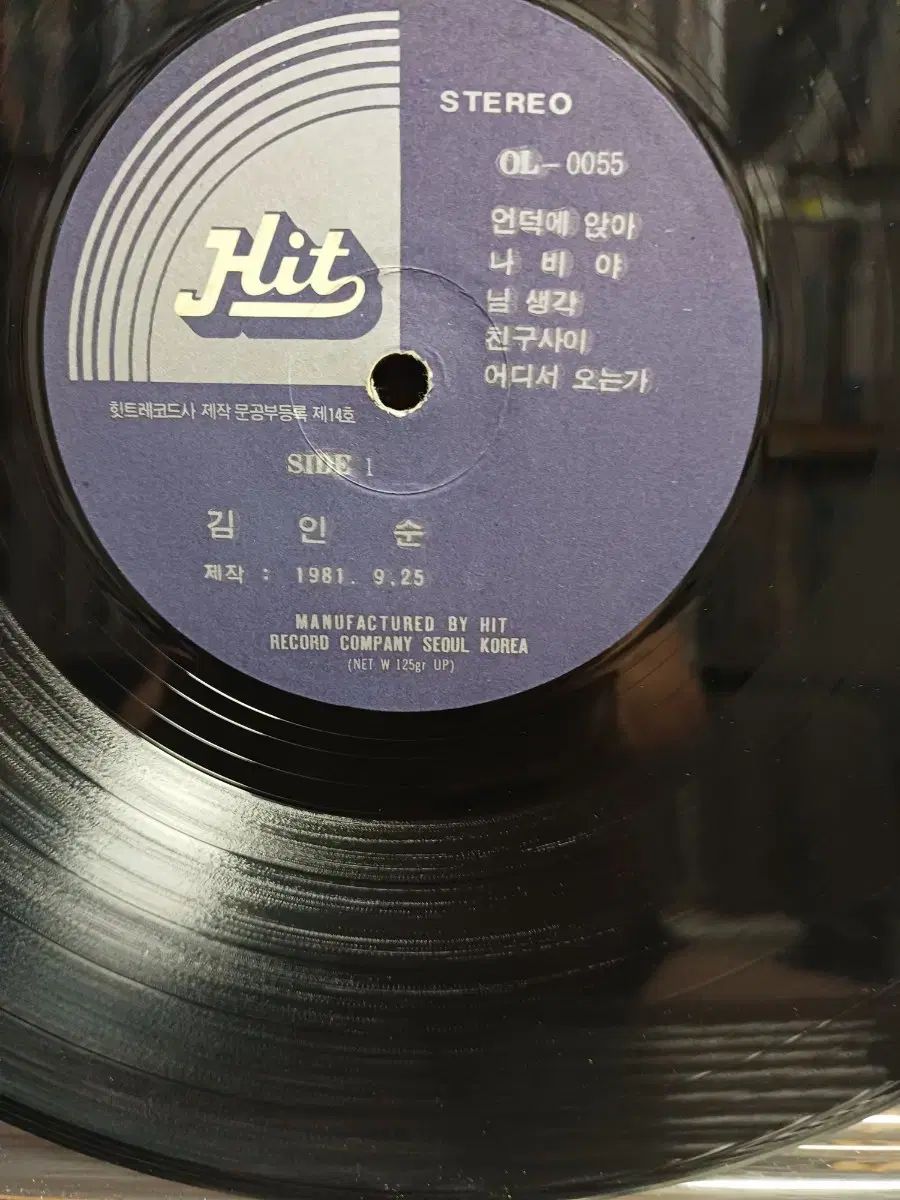 STEREO
OL-0055
언덕에 앉아
나 비 야
님 생각
친구사이
어디서 오는가
Hit
힛트레코드사 제작 문공부등록 제14호
SIDE 1
김 인 순
제작 : 1981. 9.25
MANUFACTURED BY HIT
RECORD COMPANY SEOUL KOREA
(NET W 125gr UP)